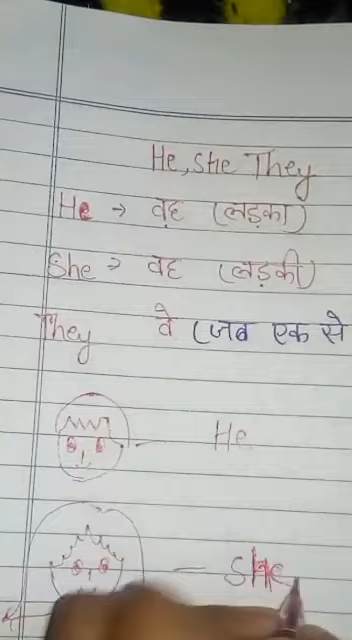 He, She They
He → वह (लड़का)
She → वह (लड़की)
They वे (जब एक से
— He
— SHe